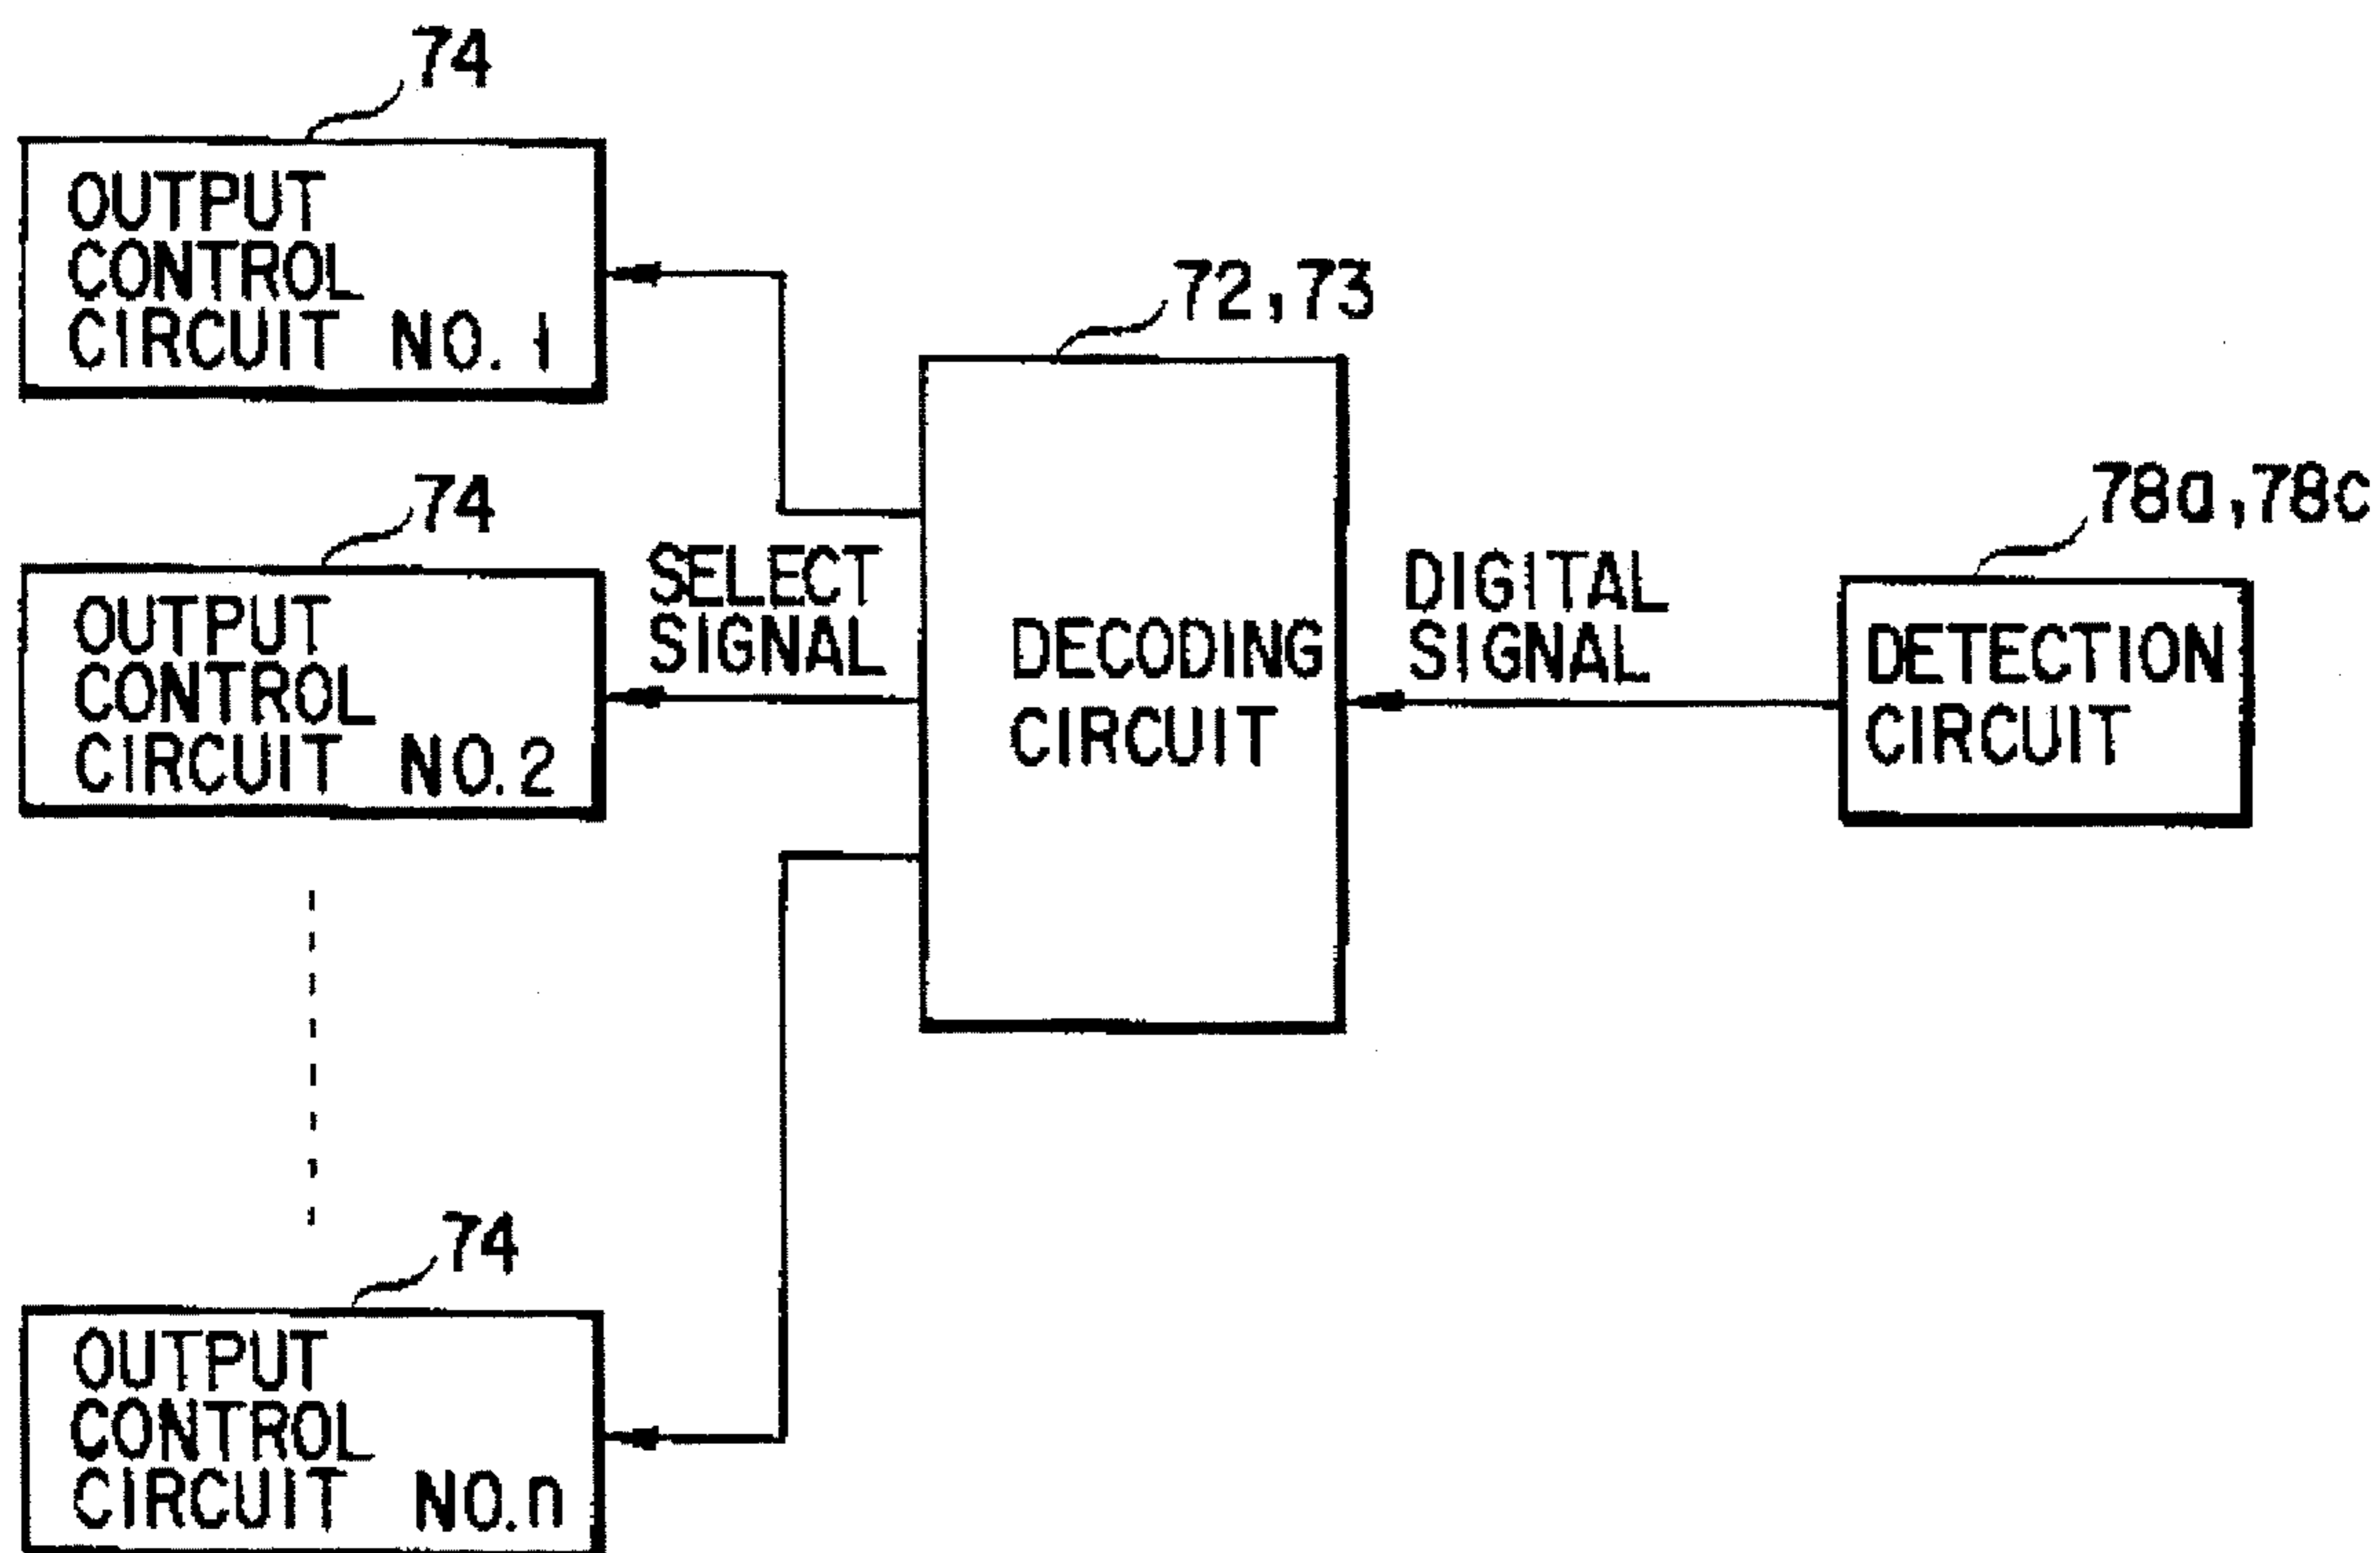 74
OUTPUT
CONTROL
CIRCUIT NO. 1
72,73
74
78a,78c
OUTPUT
CONTROL
CIRCUIT NO. 2
SELECT
SIGNAL
DECODING
CIRCUIT
DIGITAL
SIGNAL
DETECTION
CIRCUIT
74
OUTPUT
CONTROL
CIRCUIT NO. n